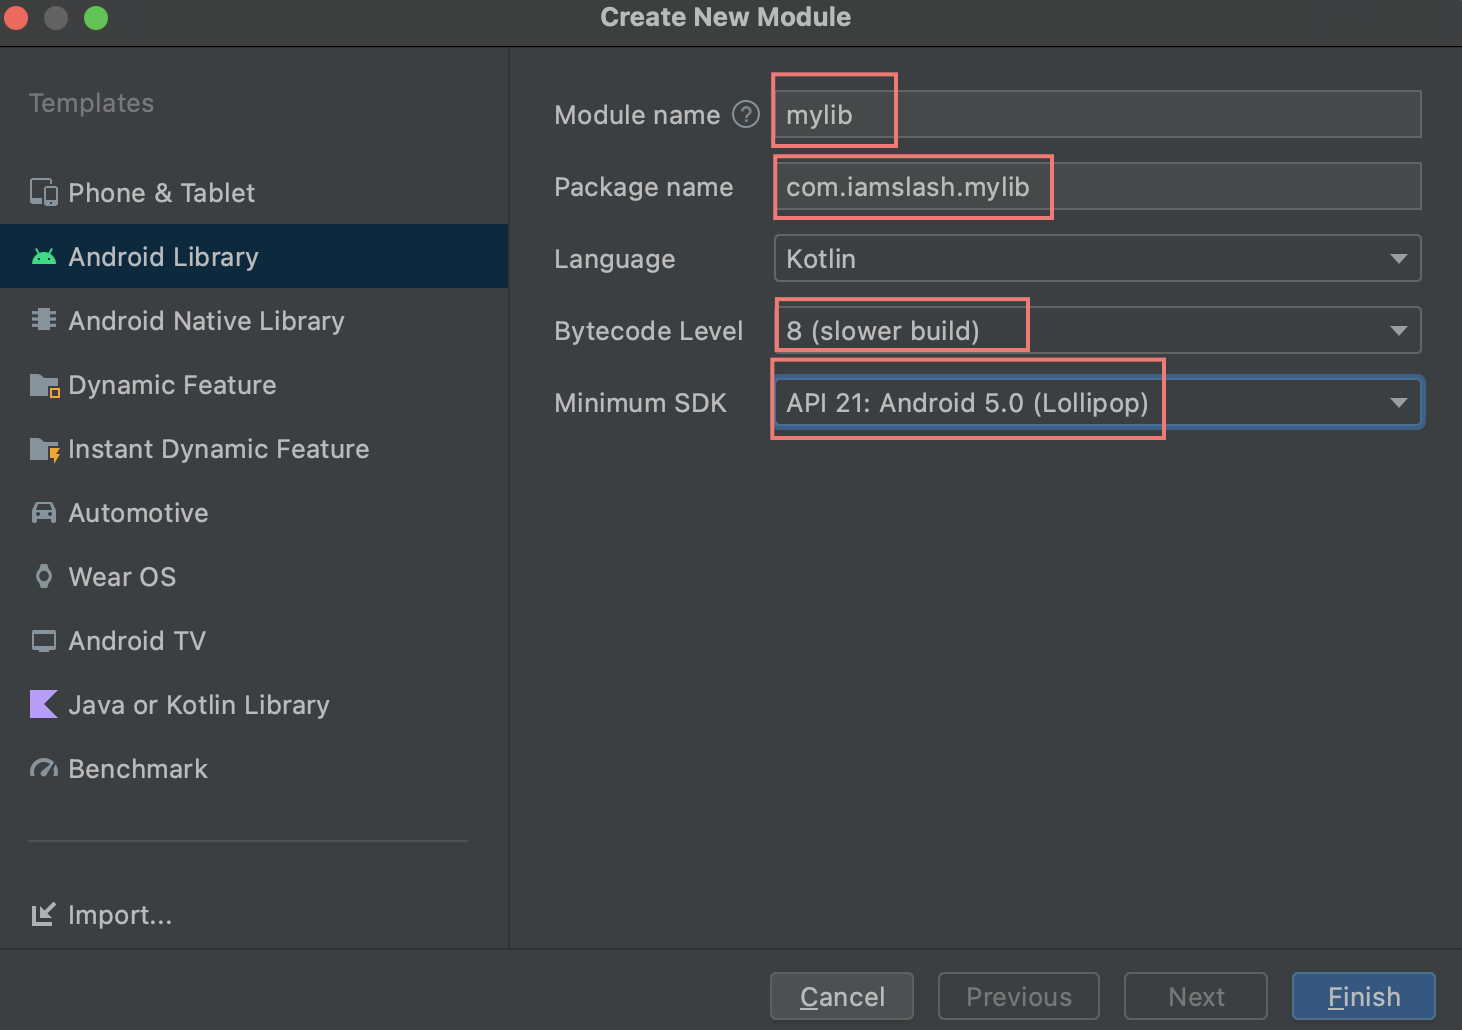 Create New Module
Templates
Phone & Tablet
Android Library
Android Native Library
Dynamic Feature
Instant Dynamic Feature
Automotive
Wear OS
Android TV
Java or Kotlin Library
Benchmark
Import...
Module name ? mylib
Package name com.iamslash.mylib
Language Kotlin
Bytecode Level 8 (slower build)
Minimum SDK API 21: Android 5.0 (Lollipop)
Cancel Previous Next Finish